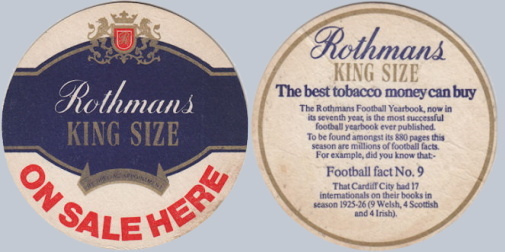 Rothmans
KING SIZE
ON SALE HERE
Rothmans
KING SIZE
The best tobacco money can buy
The Rothmans Football Yearbook, now in
its seventh year, is the most successful
football yearbook ever published.
To be found amongst its 880 pages this
season are millions of football facts.
For example, did you know that:-
Football fact No. 9
That Cardiff City had 17
internationals on their books in
season 1925-26 (9 Welsh, 4 Scottish
and 4 Irish).